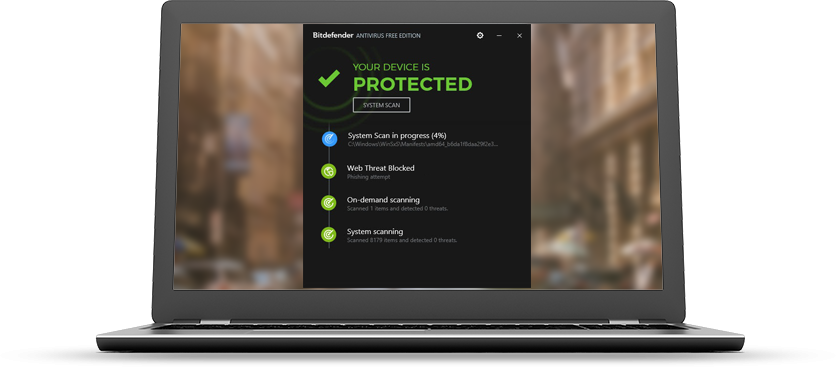 Bitdefender ANTIVIRUS FREE EDITION
YOUR DEVICE IS
PROTECTED
SYSTEM SCAN
System Scan in progress (4%)
C:\Windows\WinSxS\Manifests\amd64_b6da1f8daa29f2e3...
Web Threat Blocked
Phishing attempt
On-demand scanning
Scanned 1 items and detected 0 threats.
System scanning
Scanned 8179 items and detected 0 threats.